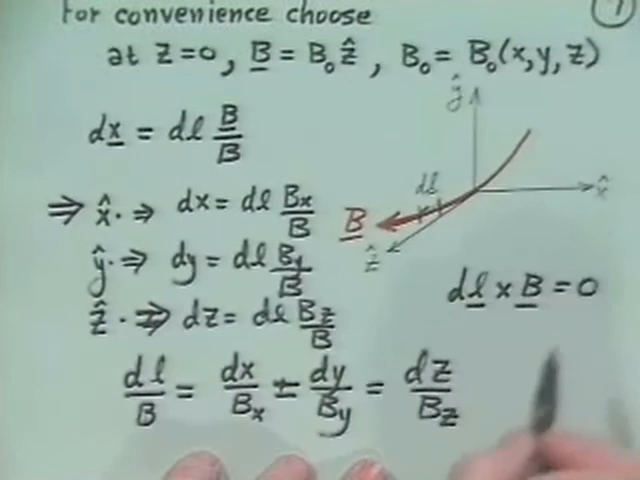 For convenience choose
at z=0, B = B₀ẑ, B₀ = B₀(x,y,z)
dx = dl B/B
⇒ x̂· ⇒ dx = dl Bx/B
ŷ· ⇒ dy = dl By/B
ẑ· ⇒ dz = dl Bz/B
dl/B = dx/Bx = dy/By = dz/Bz
ŷ
x̂
dl
B
ẑ
dl × B = 0